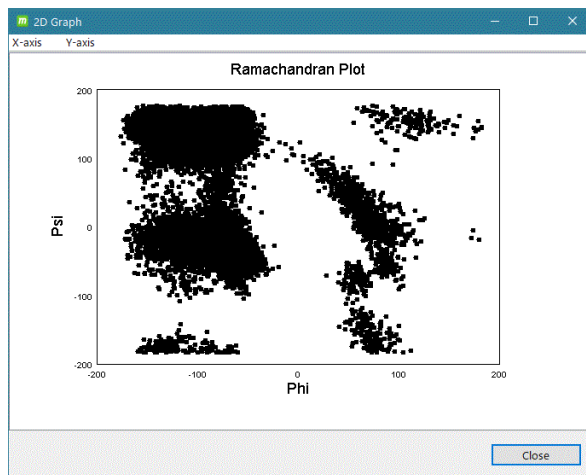 m 2D Graph
X-axis Y-axis
Ramachandran Plot
200
100
0
-100
-200
Psi
-200 -100 0 100 200
Phi
Close